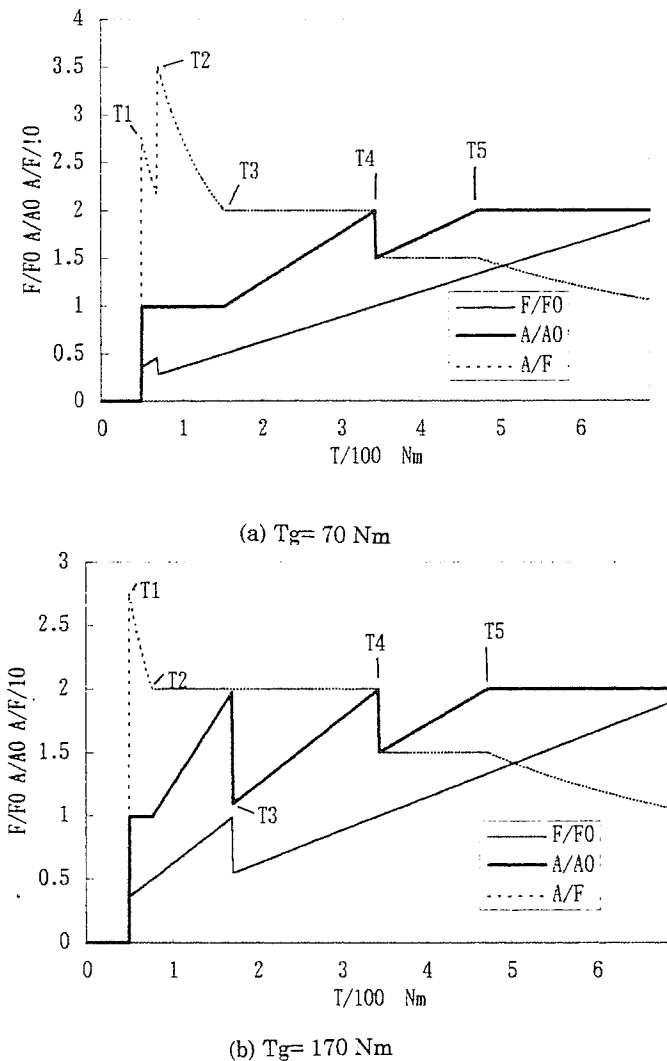 4
3.5
3
2.5
2
1.5
1
0.5
0
F/F0 A/A0 A/F/10
T1
T2
T3
T4
T5
F/F0
A/A0
A/F
1 2 3 4 5 6
T/100 Nm
(a) Tg= 70 Nm
3
2.5
2
1.5
1
0.5
0
F/F0 A/A0 A/F/10
T1
T2
T3
T4
T5
F/F0
A/A0
A/F
0 1 2 3 4 5 6
T/100 Nm
(b) Tg= 170 Nm